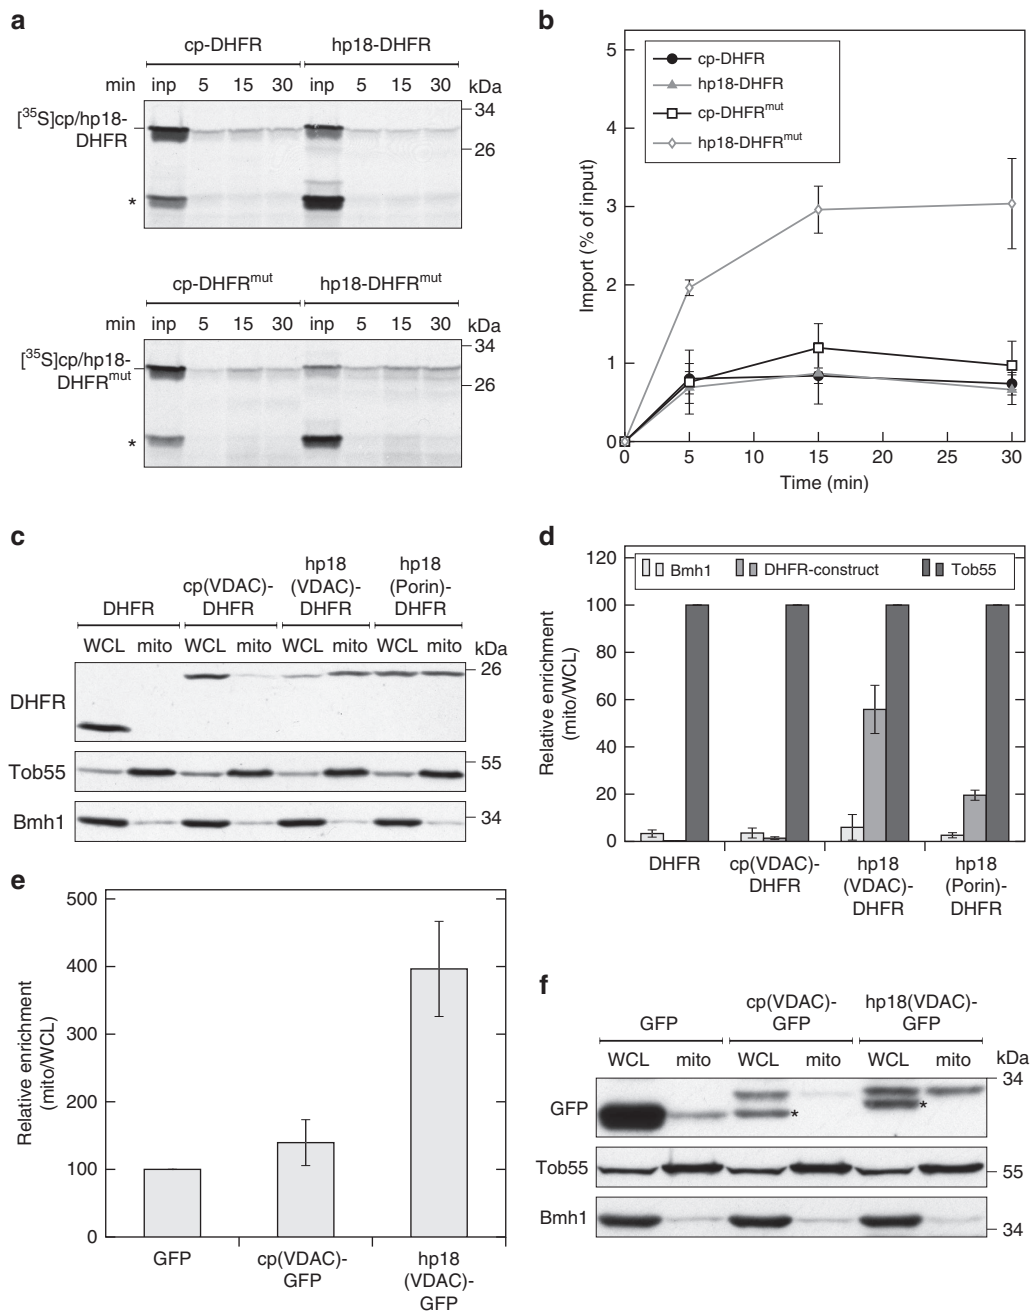 a
cp-DHFR hp18-DHFR
min inp 5 15 30 inp 5 15 30 kDa
[35S]cp/hp18-
DHFR
34
26
*
cp-DHFRmut hp18-DHFRmut
min inp 5 15 30 inp 5 15 30 kDa
[35S]cp/hp18-
DHFRmut
34
26
*
b
cp-DHFR
hp18-DHFR
cp-DHFRmut
hp18-DHFRmut
5
4
3
2
1
0
Import (% of input)
0 5 10 15 20 25 30
Time (min)
c
DHFR
cp(VDAC)-
DHFR
hp18
(VDAC)-
DHFR
hp18
(Porin)-
DHFR
WCL mito WCL mito WCL mito WCL mito kDa
DHFR
26
Tob55
55
Bmh1
34
d
Bmh1 DHFR-construct Tob55
120
100
80
60
40
20
0
Relative enrichment
(mito/WCL)
DHFR
cp(VDAC)-
DHFR
hp18
(VDAC)-
DHFR
hp18
(Porin)-
DHFR
e
500
400
300
200
100
0
Relative enrichment
(mito/WCL)
GFP
cp(VDAC)-
GFP
hp18
(VDAC)-
GFP
f
GFP
cp(VDAC)-
GFP
hp18(VDAC)-
GFP
WCL mito WCL mito WCL mito kDa
GFP
*
*
34
Tob55
55
Bmh1
34